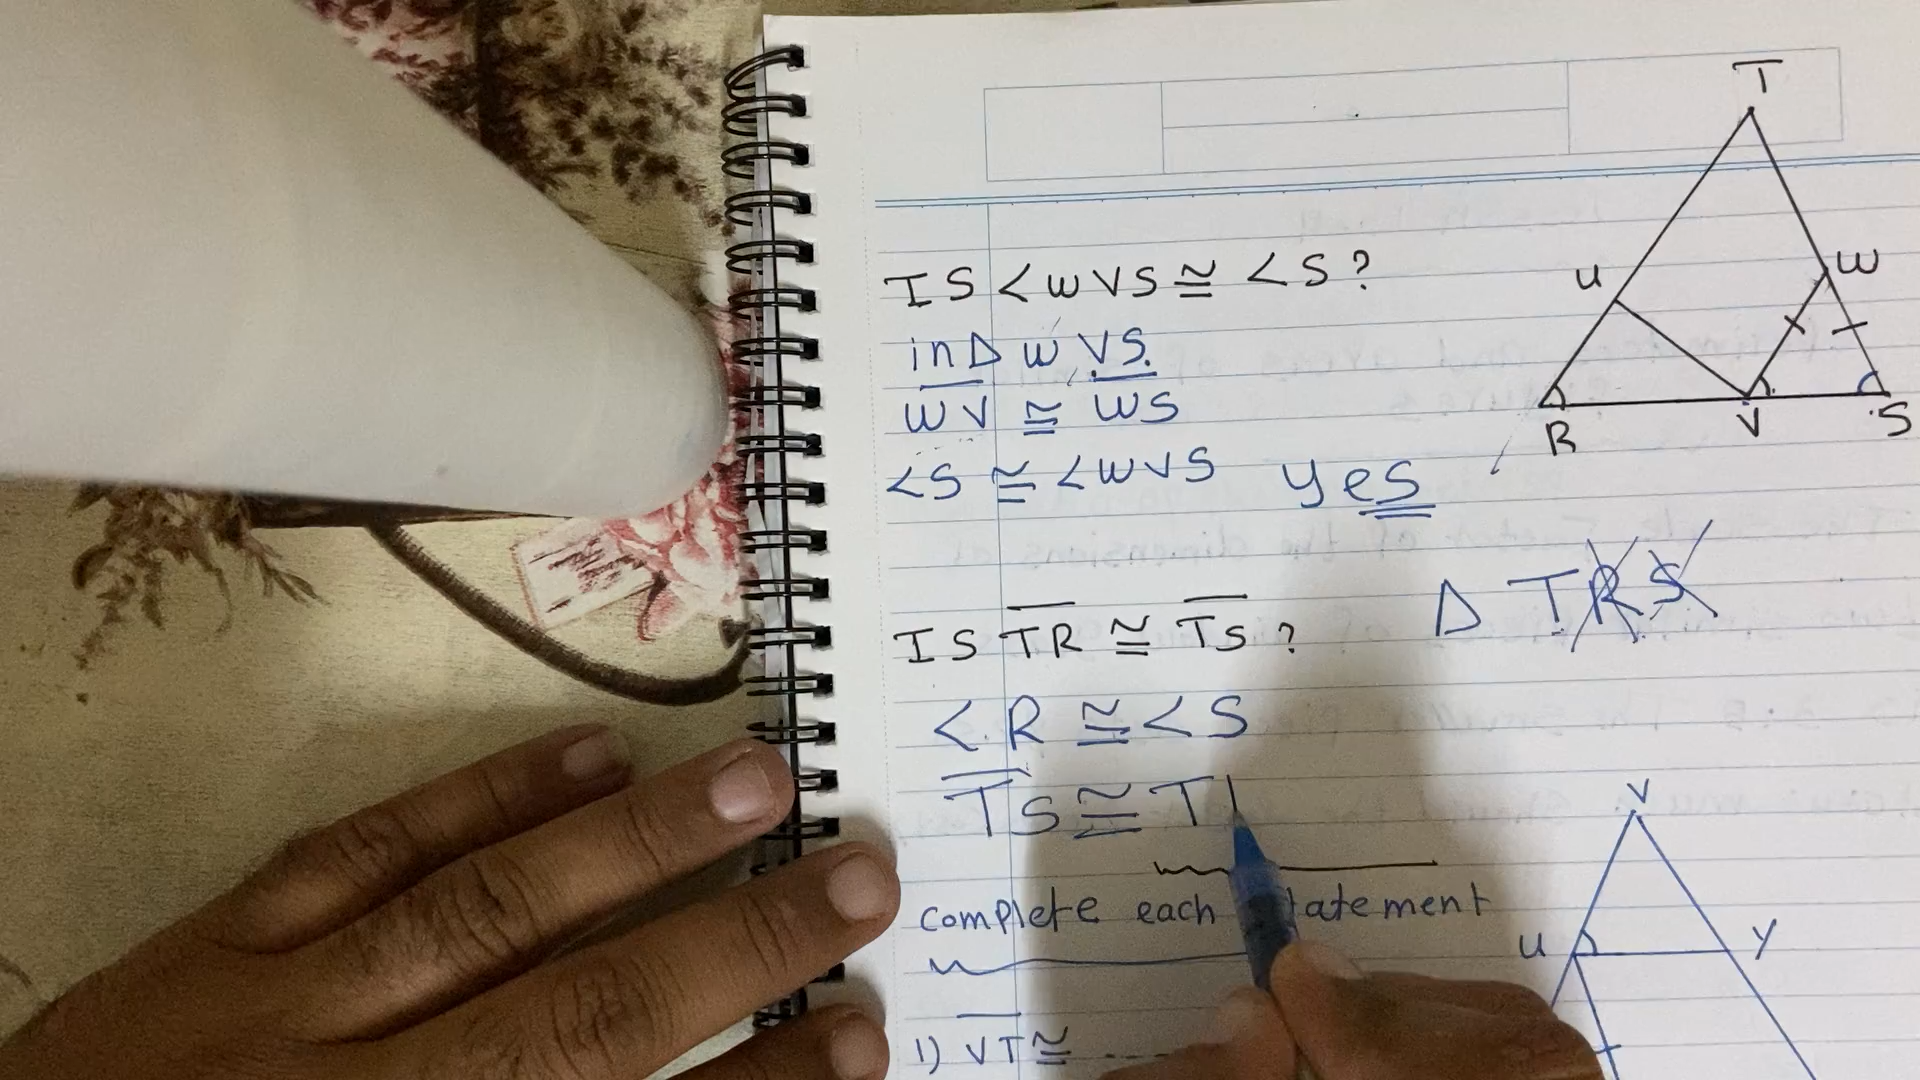 T
IS <WVS ≅ <S?
in△ WVS.
WV ≅ WS
<S ≅ <WVS yes
u
W
R
V
S
△ TRS
IS TR ≅ TS?
<R ≅ <S
TS ≅ T
complete each statement
V
u
y
1) VT ≅ ----